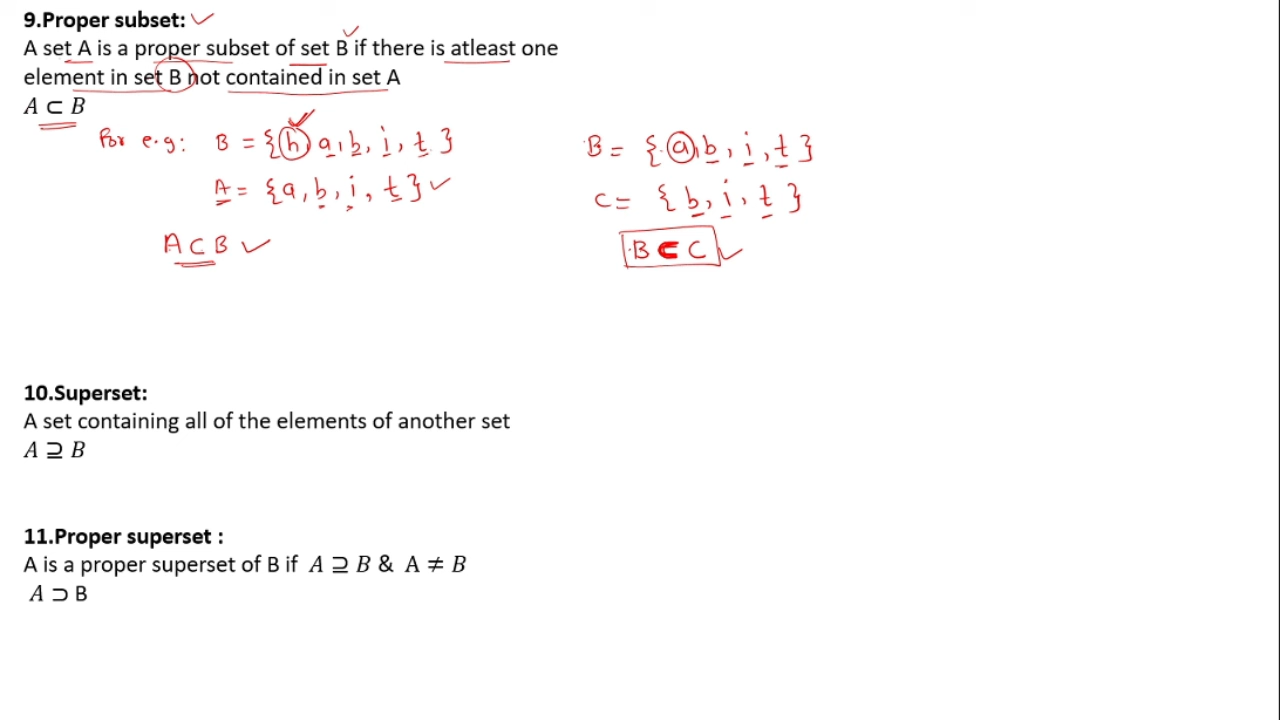 9.Proper subset:
A set A is a proper subset of set B if there is atleast one
element in set B not contained in set A
A ⊂ B
For e.g: B = {h, a, b, i, t }
A = {a, b, i, t }
A ⊂ B
B = { a, b, i, t }
C = { b, i, t }
B ⊂ C
10.Superset:
A set containing all of the elements of another set
A ⊇ B
11.Proper superset :
A is a proper superset of B if A ⊇ B & A ≠ B
A ⊃ B